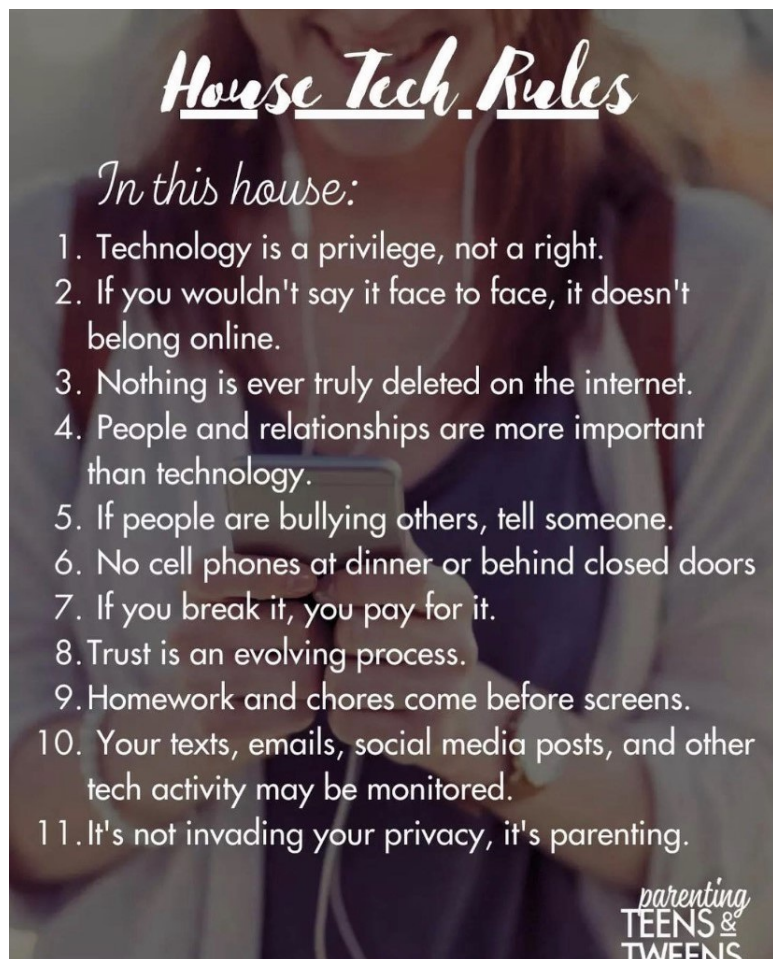 House Tech Rules
In this house:
1. Technology is a privilege, not a right.
2. If you wouldn't say it face to face, it doesn't
belong online.
3. Nothing is ever truly deleted on the internet.
4. People and relationships are more important
than technology.
5. If people are bullying others, tell someone.
6. No cell phones at dinner or behind closed doors
7. If you break it, you pay for it.
8. Trust is an evolving process.
9. Homework and chores come before screens.
10. Your texts, emails, social media posts, and other
tech activity may be monitored.
11. It's not invading your privacy, it's parenting.
parenting
TEENS &
TWEENS